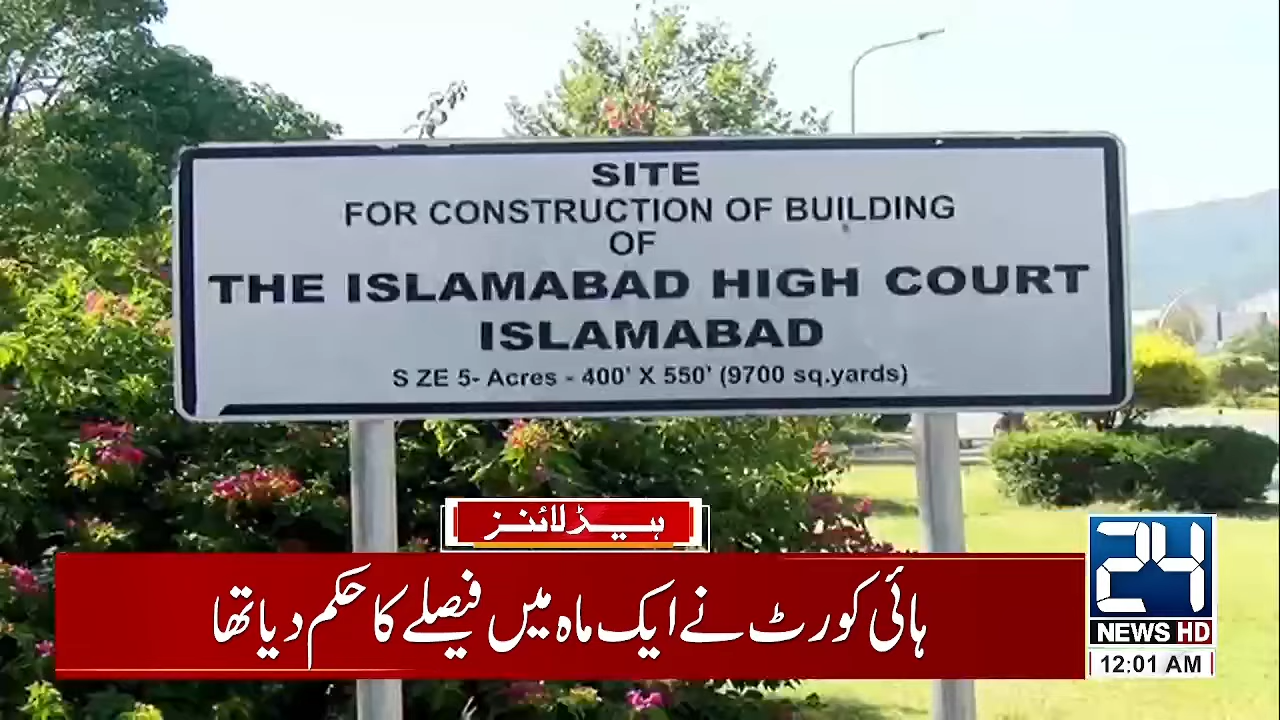 SITE
FOR CONSTRUCTION OF BUILDING
OF
THE ISLAMABAD HIGH COURT
ISLAMABAD
S ZE 5- Acres - 400' X 550' (9700 sq.yards)
ہیڈلائنز
ہائی کورٹ نے ایک ماہ میں فیصلے کا حکم دیا تھا
24
NEWS HD
12:01 AM